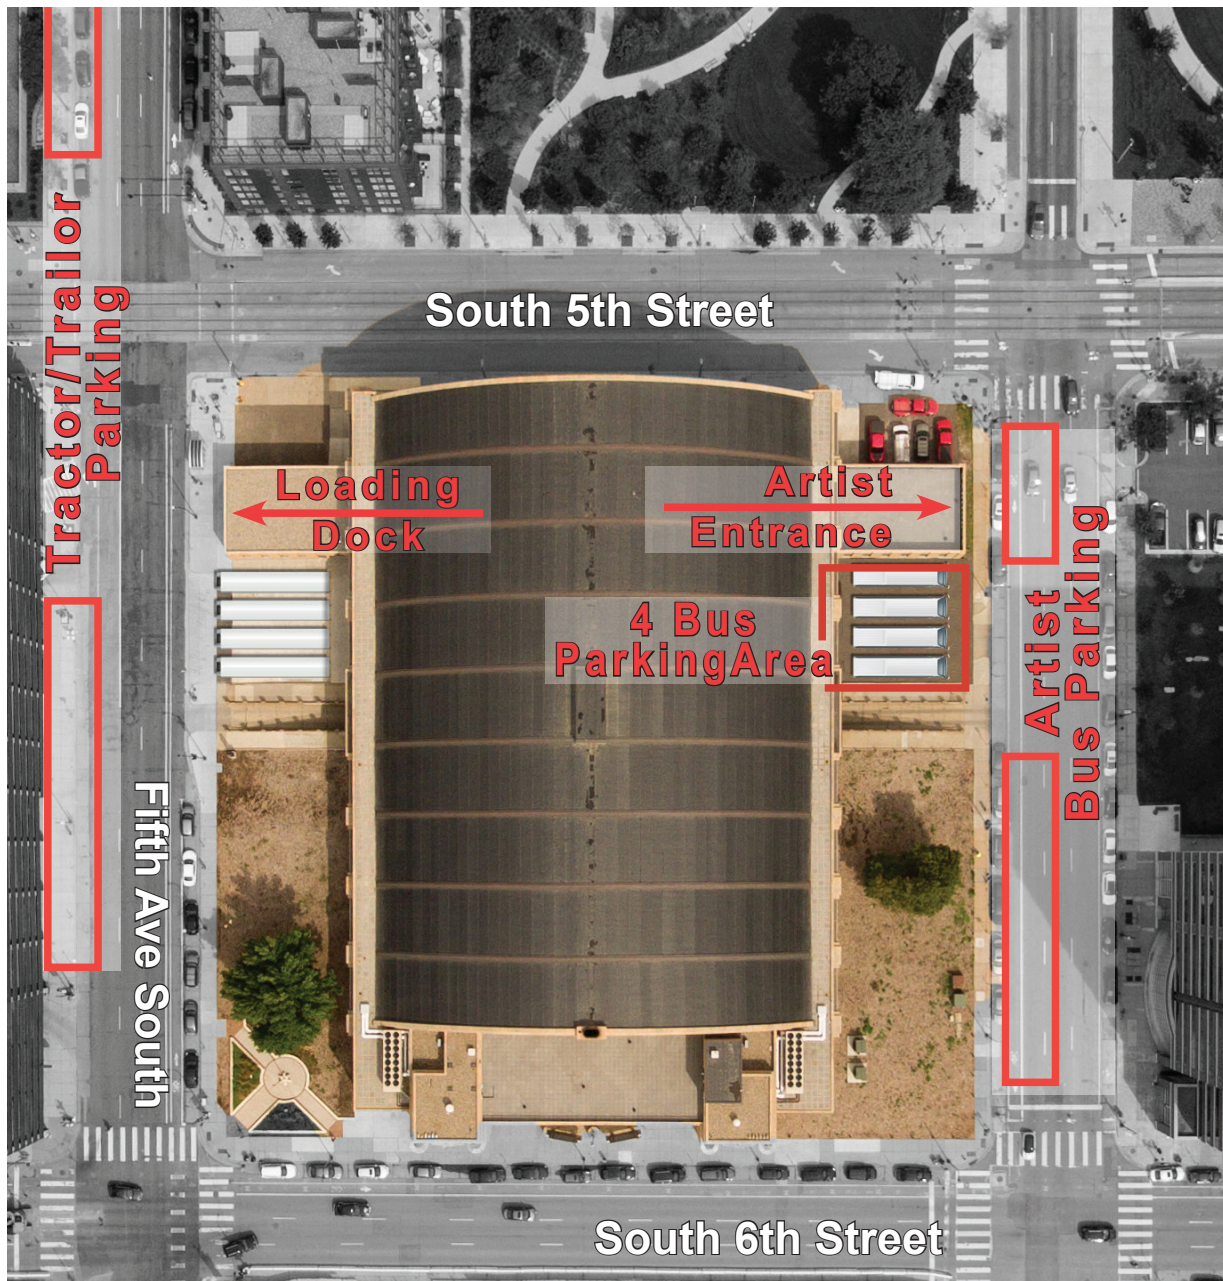 South 5th Street
Tractor/Trailor
Parking
Loading
Dock
Artist
Entrance
4 Bus
ParkingArea
Artist
Bus Parking
Fifth Ave South
South 6th Street